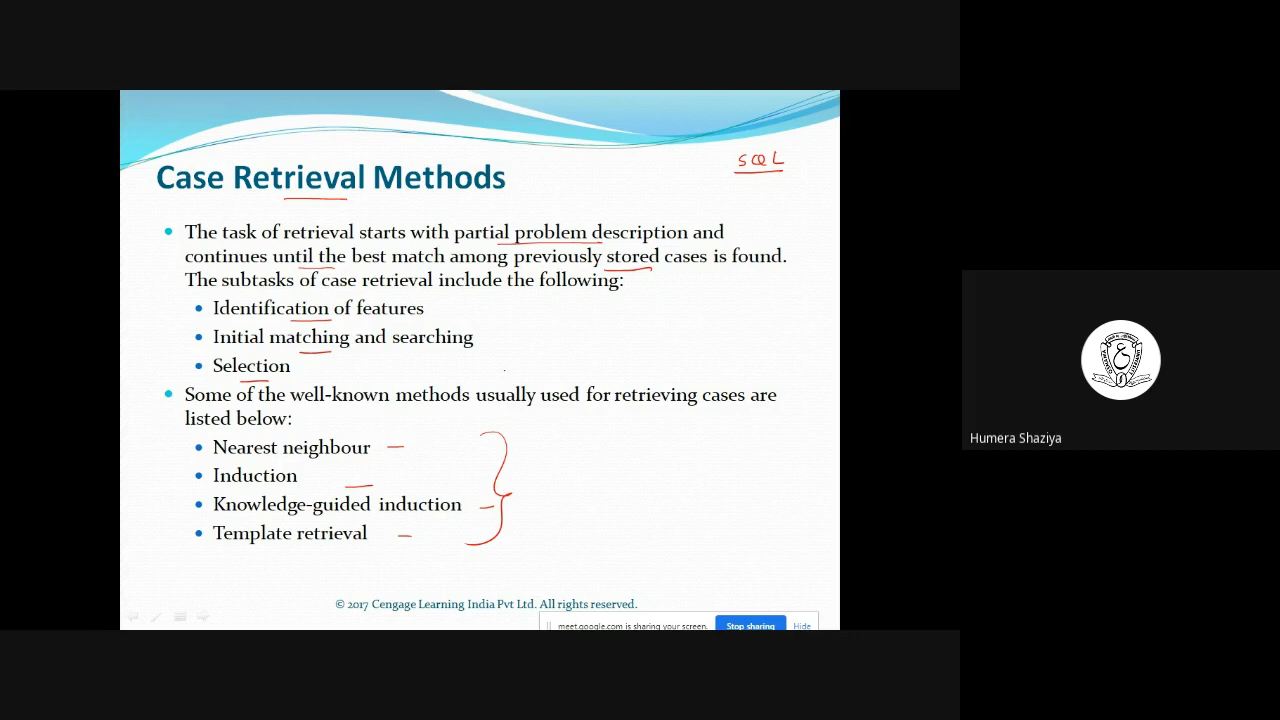 SQL
Case Retrieval Methods
• The task of retrieval starts with partial problem description and
continues until the best match among previously stored cases is found.
The subtasks of case retrieval include the following:
• Identification of features
• Initial matching and searching
• Selection
• Some of the well-known methods usually used for retrieving cases are
listed below:
• Nearest neighbour
• Induction
• Knowledge-guided induction
• Template retrieval
© 2017 Cengage Learning India Pvt Ltd. All rights reserved.
meet.google.com is sharing your screen. Stop sharing Hide
Humera Shaziya